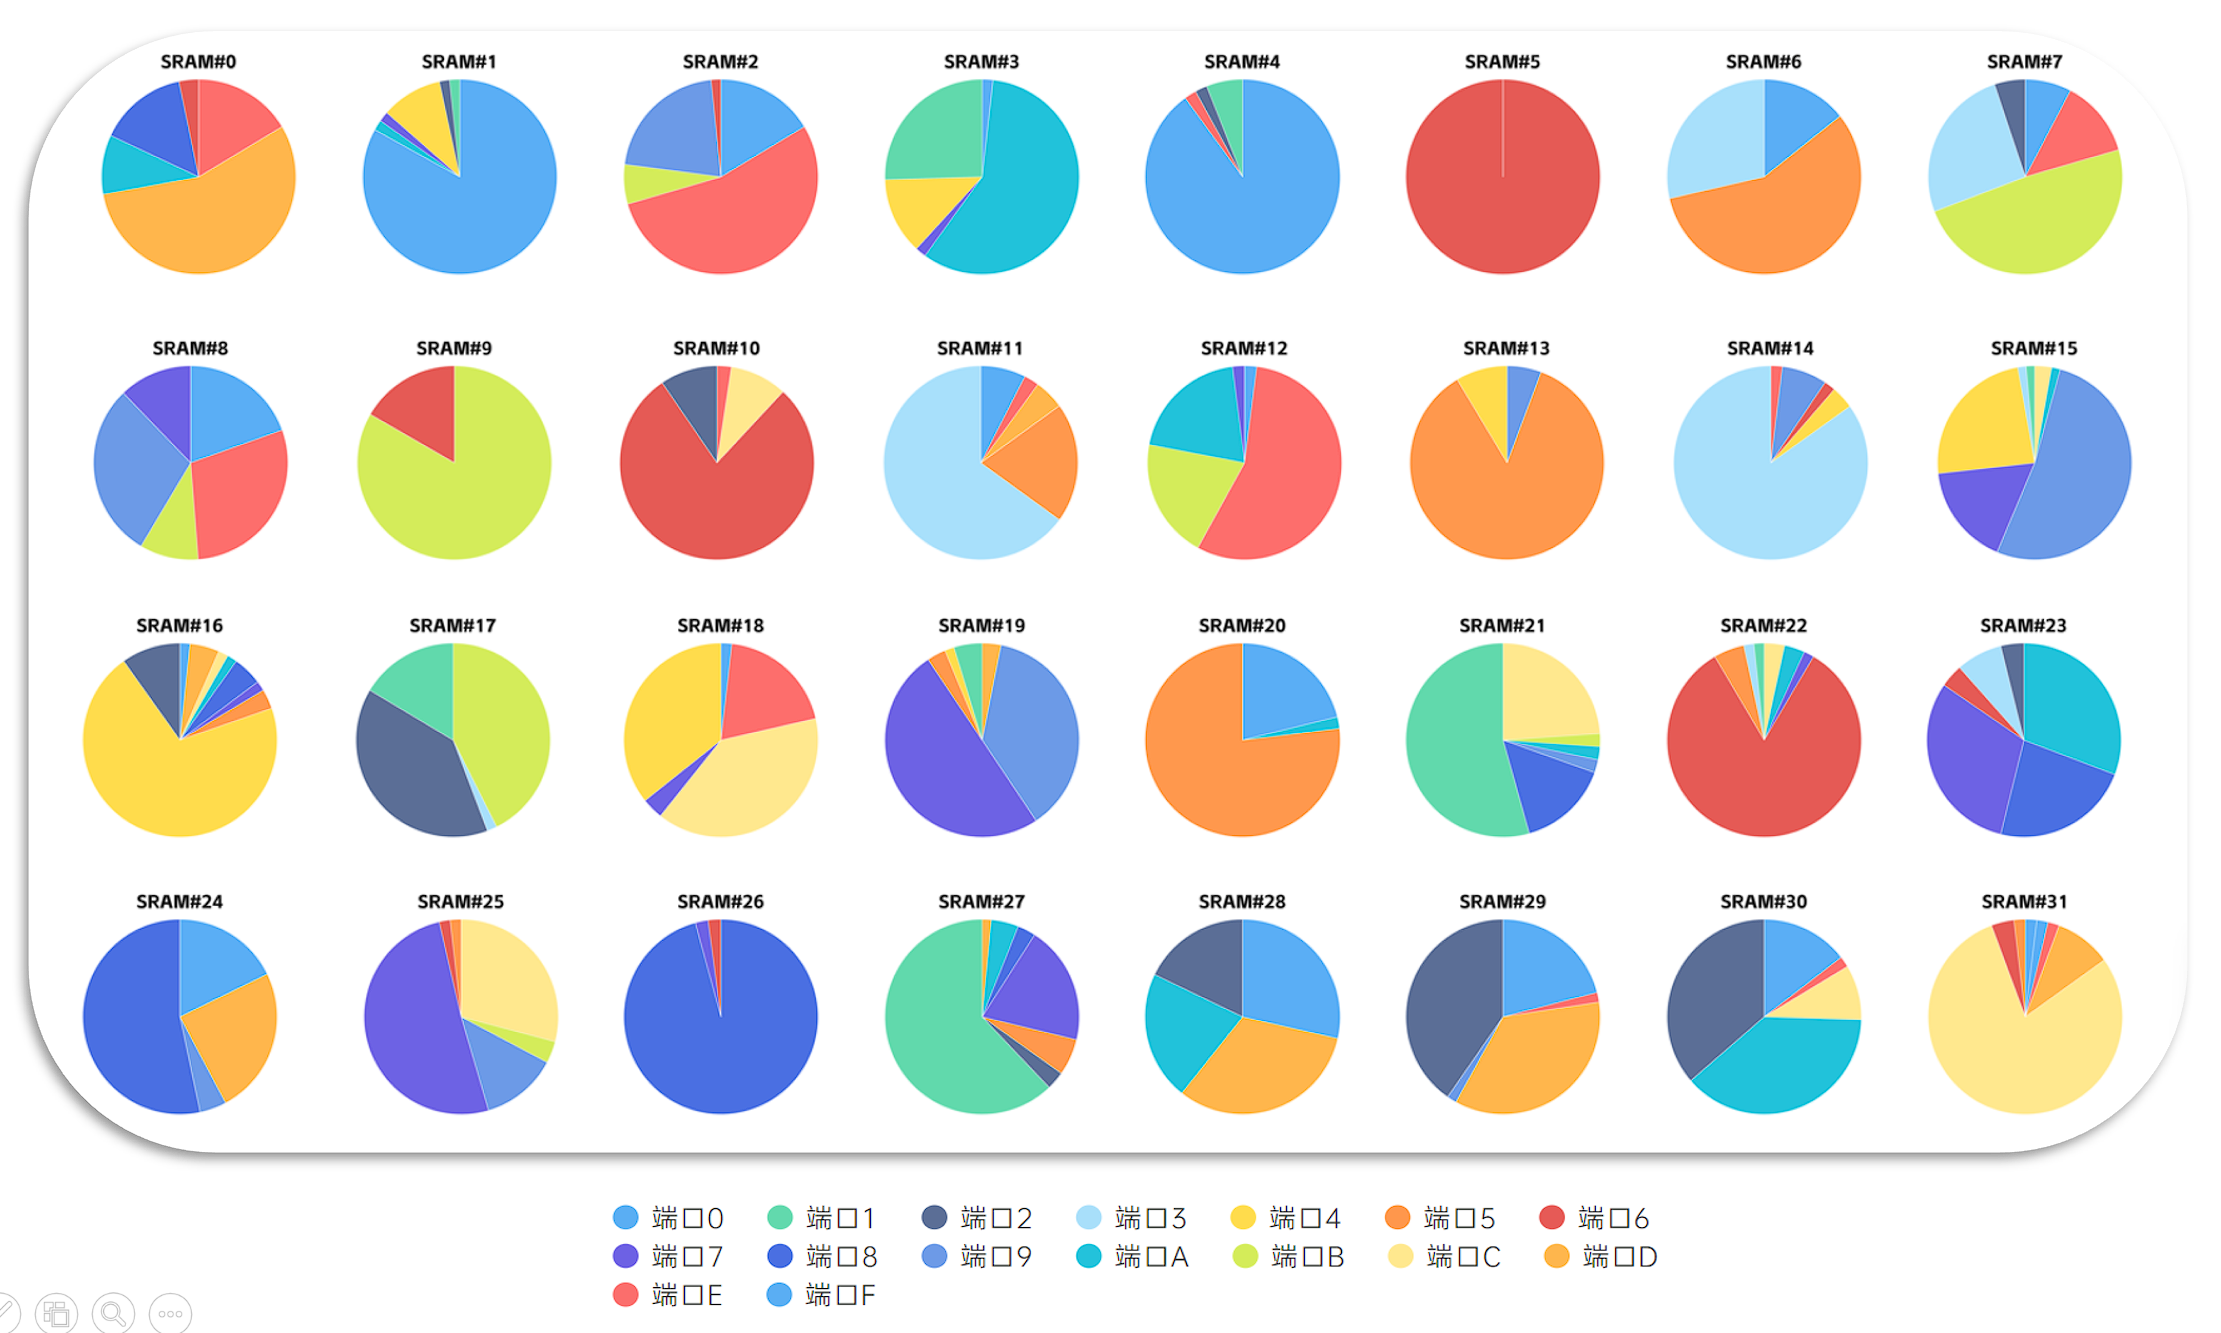 SRAM#0 SRAM#1 SRAM#2 SRAM#3 SRAM#4 SRAM#5 SRAM#6 SRAM#7
SRAM#8 SRAM#9 SRAM#10 SRAM#11 SRAM#12 SRAM#13 SRAM#14 SRAM#15
SRAM#16 SRAM#17 SRAM#18 SRAM#19 SRAM#20 SRAM#21 SRAM#22 SRAM#23
SRAM#24 SRAM#25 SRAM#26 SRAM#27 SRAM#28 SRAM#29 SRAM#30 SRAM#31
端口0 端口1 端口2 端口3 端口4 端口5 端口6
端口7 端口8 端口9 端口A 端口B 端口C 端口D
端口E 端口F